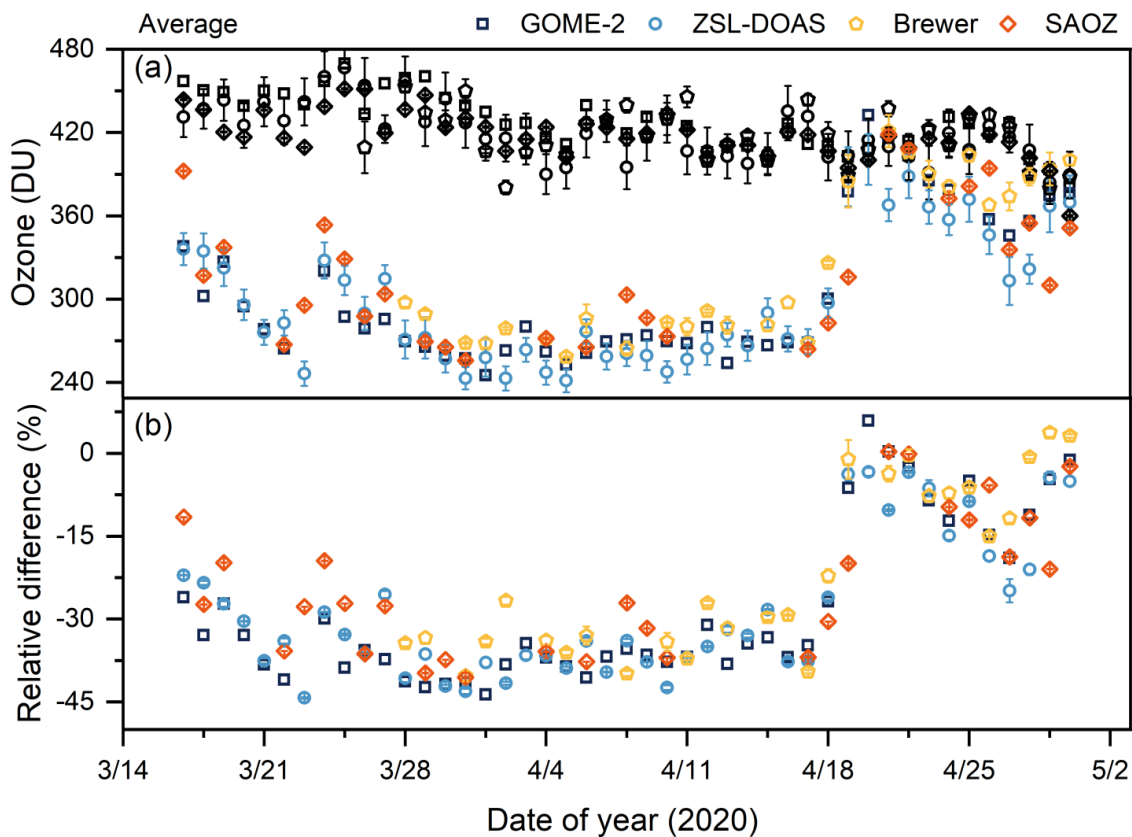 Average GOME-2 ZSL-DOAS Brewer SAOZ
(a)
480
420
360
300
240
Ozone (DU)
(b)
0
-15
-30
-45
Relative difference (%)
3/14 3/21 3/28 4/4 4/11 4/18 4/25 5/2
Date of year (2020)